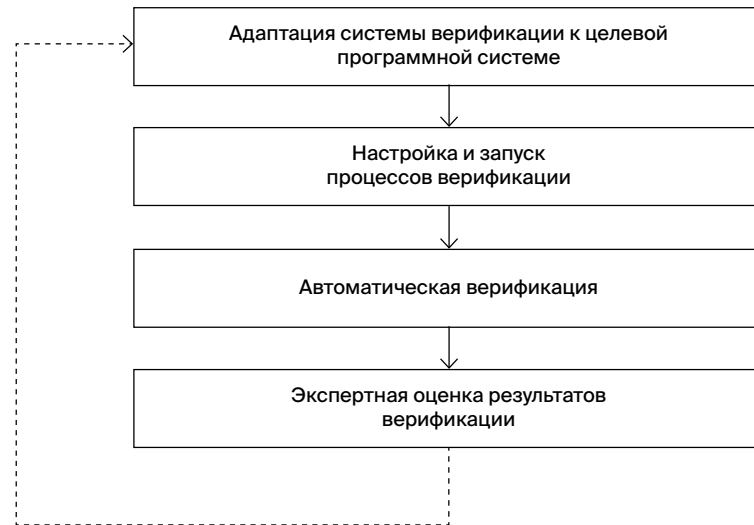 Адаптация системы верификации к целевой
программной системе
Настройка и запуск
процессов верификации
Автоматическая верификация
Экспертная оценка результатов
верификации